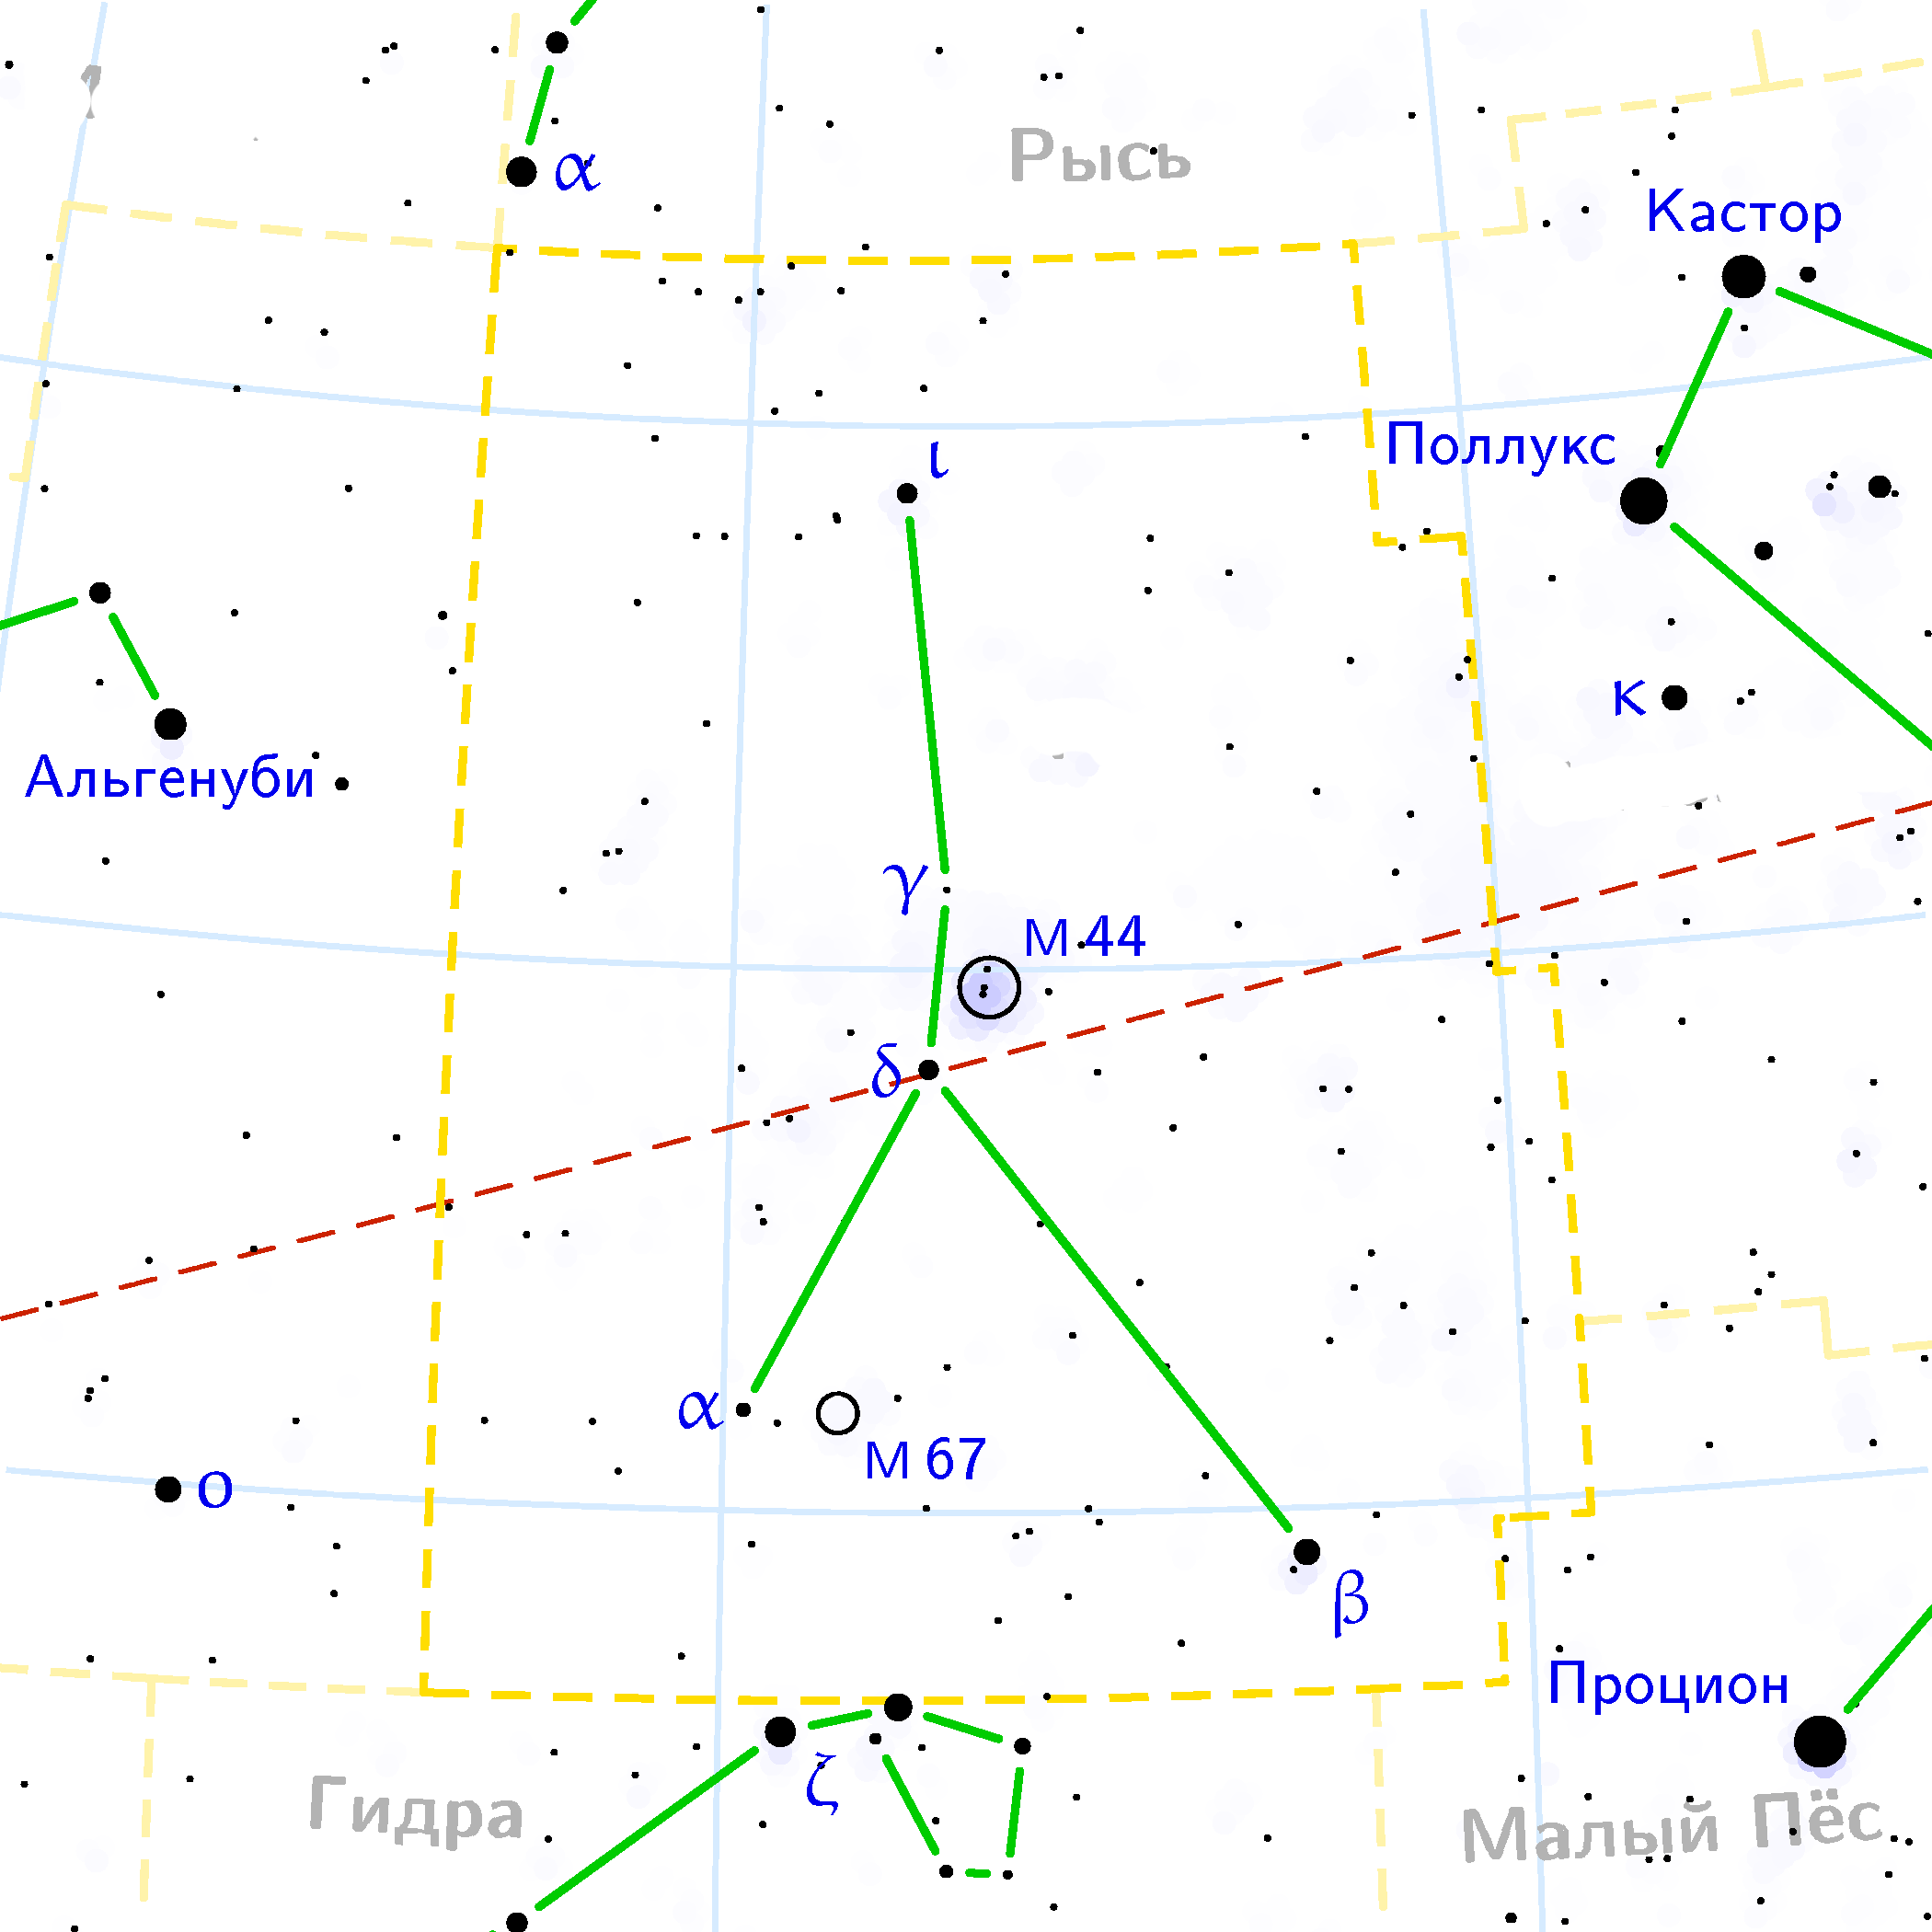 Рысь
α
Кастор
Поллукс
ι
κ
Альгенуби
γ
М 44
δ
α
М 67
ο
β
Процион
ζ
Гидра
Малый Пёс